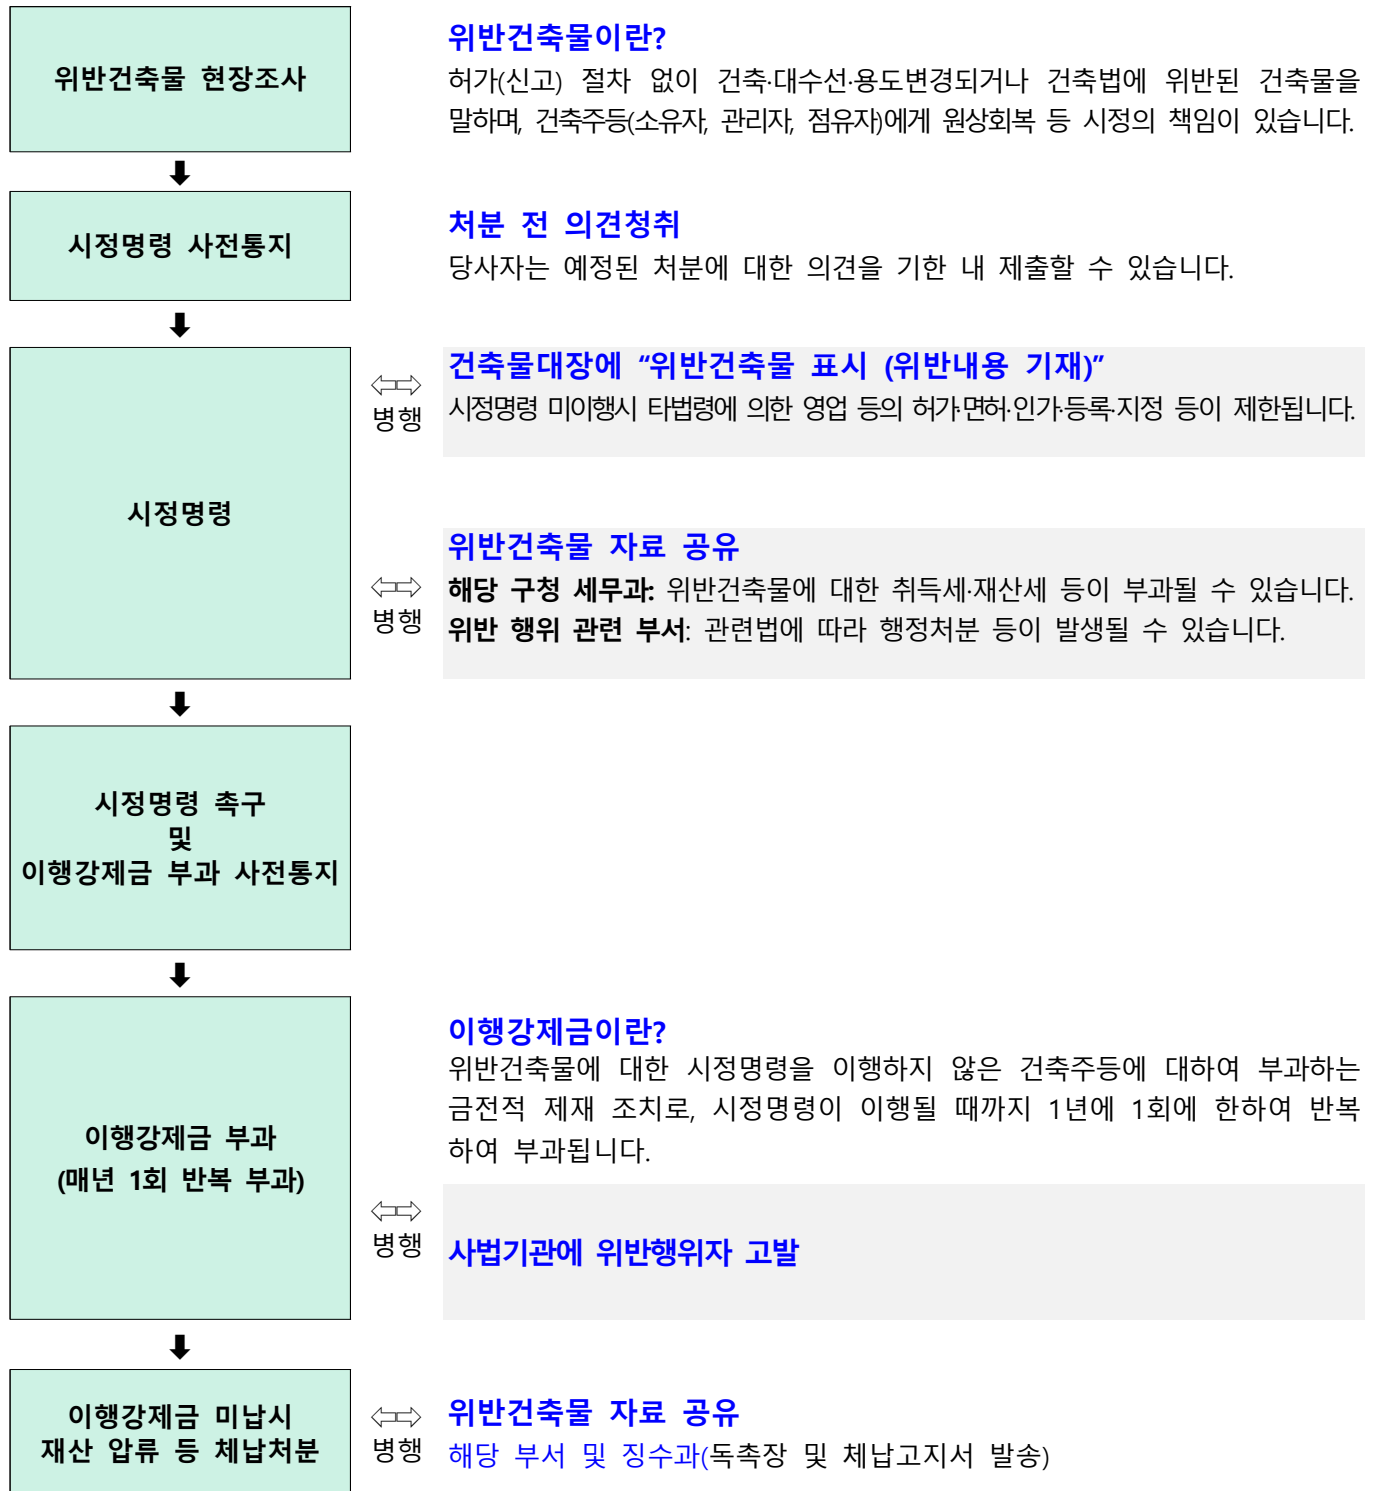 위반건축물 현장조사
위반건축물이란?
허가(신고) 절차 없이 건축·대수선·용도변경되거나 건축법에 위반된 건축물을
말하며, 건축주등(소유자, 관리자, 점유자)에게 원상회복 등 시정의 책임이 있습니다.
시정명령 사전통지
처분 전 의견청취
당사자는 예정된 처분에 대한 의견을 기한 내 제출할 수 있습니다.
시정명령
병행
건축물대장에 “위반건축물 표시 (위반내용 기재)”
시정명령 미이행시 타법령에 의한 영업 등의 허가·면허·인가·등록·지정 등이 제한됩니다.
병행
위반건축물 자료 공유
해당 구청 세무과: 위반건축물에 대한 취득세·재산세 등이 부과될 수 있습니다.
위반 행위 관련 부서: 관련법에 따라 행정처분 등이 발생될 수 있습니다.
시정명령 촉구
및
이행강제금 부과 사전통지
이행강제금 부과
(매년 1회 반복 부과)
이행강제금이란?
위반건축물에 대한 시정명령을 이행하지 않은 건축주등에 대하여 부과하는
금전적 제재 조치로, 시정명령이 이행될 때까지 1년에 1회에 한하여 반복
하여 부과됩니다.
병행
사법기관에 위반행위자 고발
이행강제금 미납시
재산 압류 등 체납처분
병행
위반건축물 자료 공유
해당 부서 및 징수과(독촉장 및 체납고지서 발송)